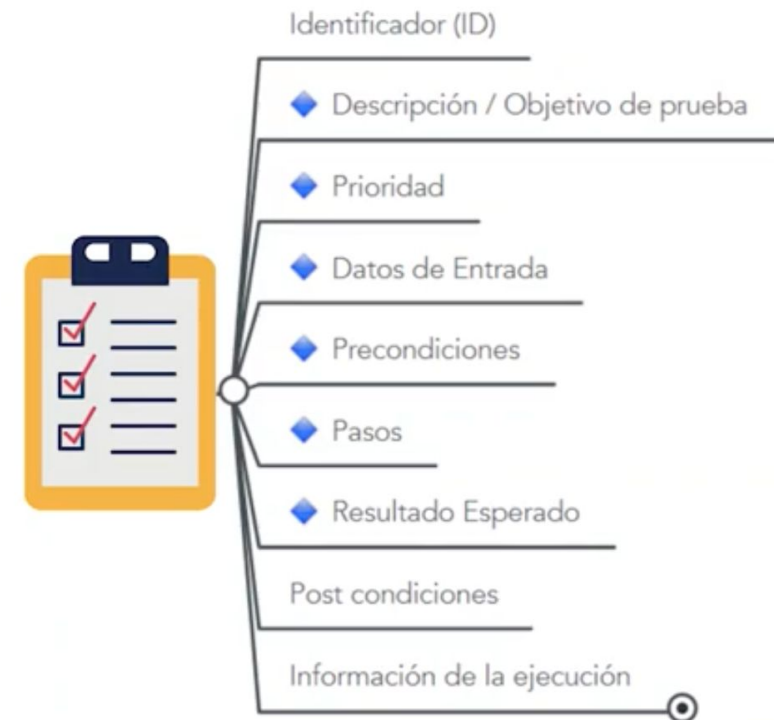 Identificador (ID)
Descripción / Objetivo de prueba
Prioridad
Datos de Entrada
Precondiciones
Pasos
Resultado Esperado
Post condiciones
Información de la ejecución